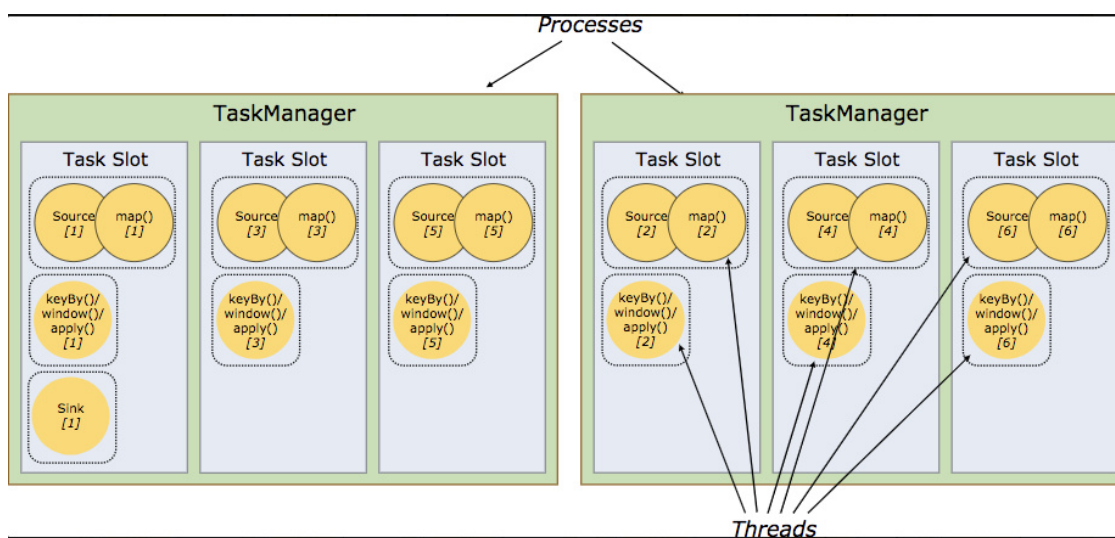 Processes
TaskManager
Task Slot
Source
[1]
map()
[1]
keyBy()/
window()/
apply()
[1]
Sink
[1]
Task Slot
Source
[3]
map()
[3]
keyBy()/
window()/
apply()
[3]
Task Slot
Source
[5]
map()
[5]
keyBy()/
window()/
apply()
[5]
TaskManager
Task Slot
Source
[2]
map()
[2]
keyBy()/
window()/
apply()
[2]
Task Slot
Source
[4]
map()
[4]
keyBy()/
window()/
apply()
[4]
Task Slot
Source
[6]
map()
[6]
keyBy()/
window()/
apply()
[6]
Threads